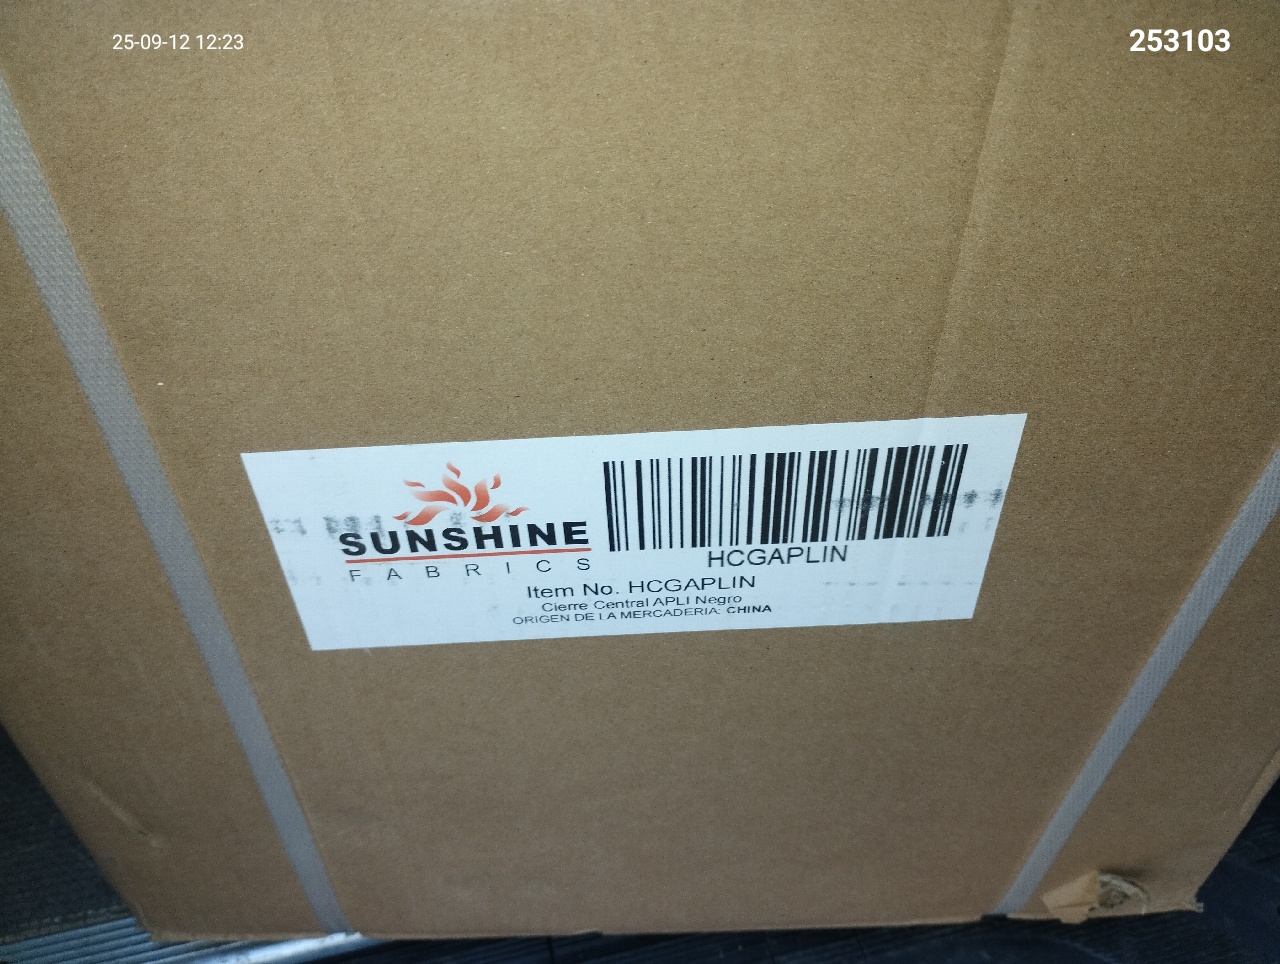 25-09-12 12:23
253103
SUNSHINE
FABRICS
HCGAPLIN
Item No. HCGAPLIN
Cierre Central APLI Negro
ORIGEN DE LA MERCADERIA: CHINA